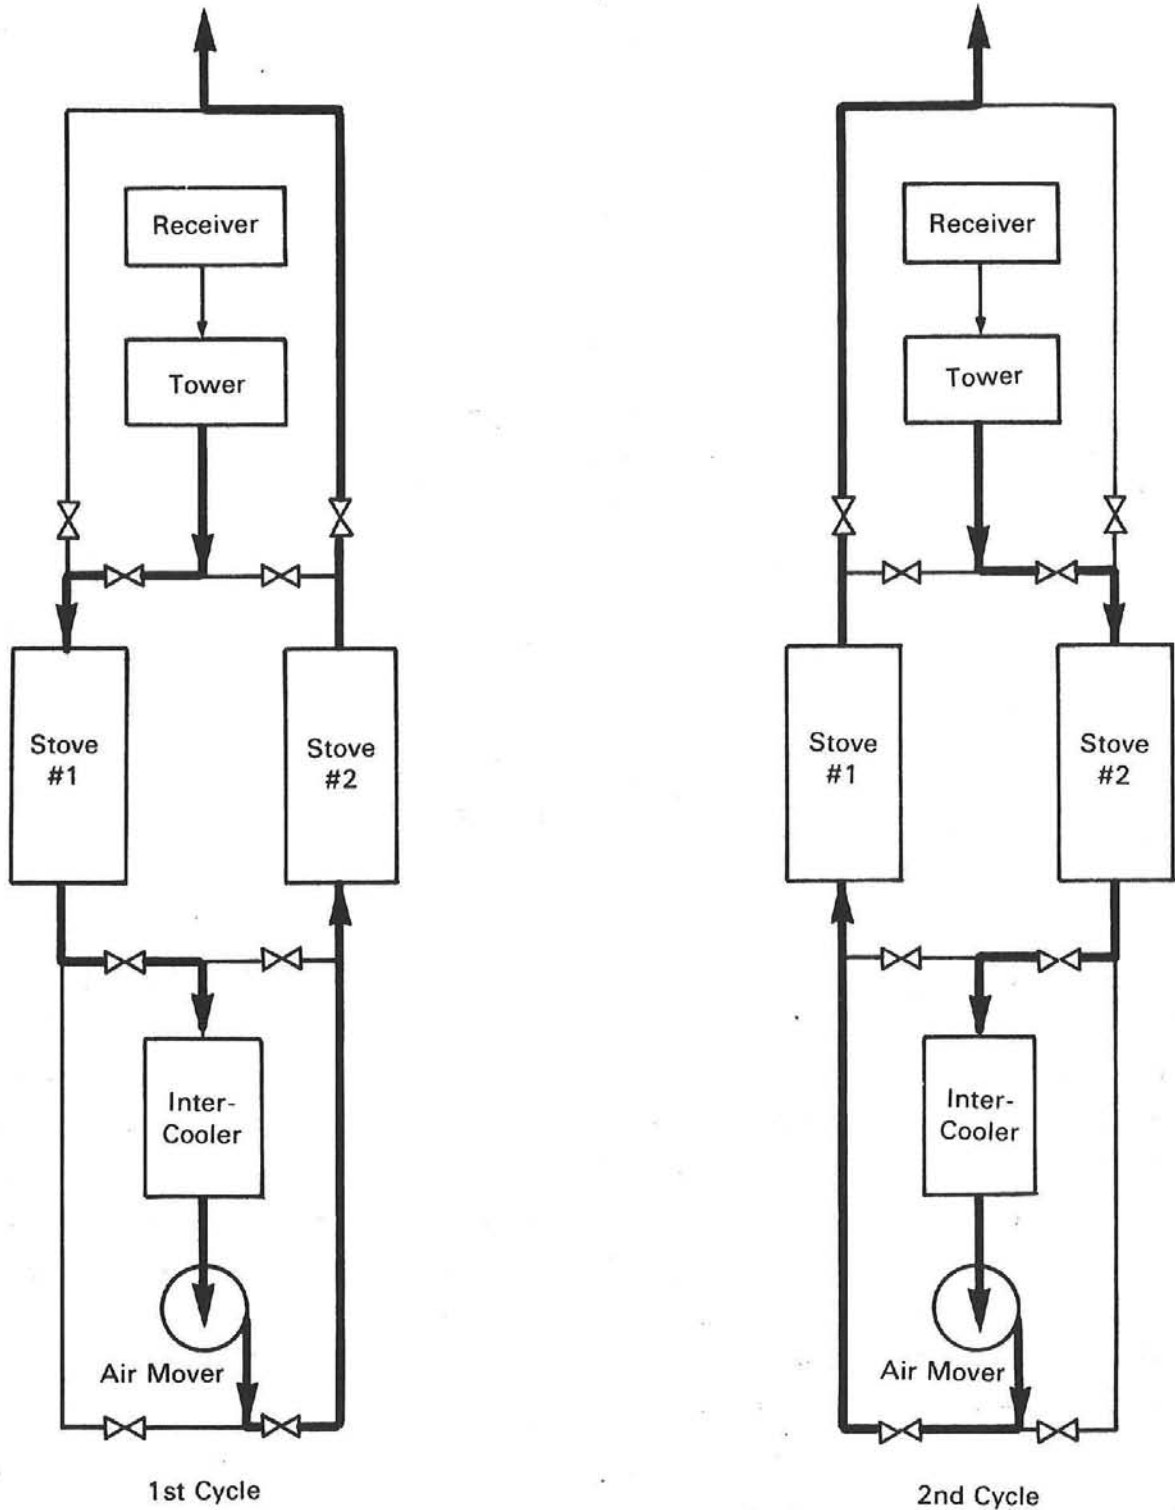 Receiver
Tower
Stove
#1
Stove
#2
Inter-
Cooler
Air Mover
1st Cycle
Receiver
Tower
Stove
#1
Stove
#2
Inter-
Cooler
Air Mover
2nd Cycle